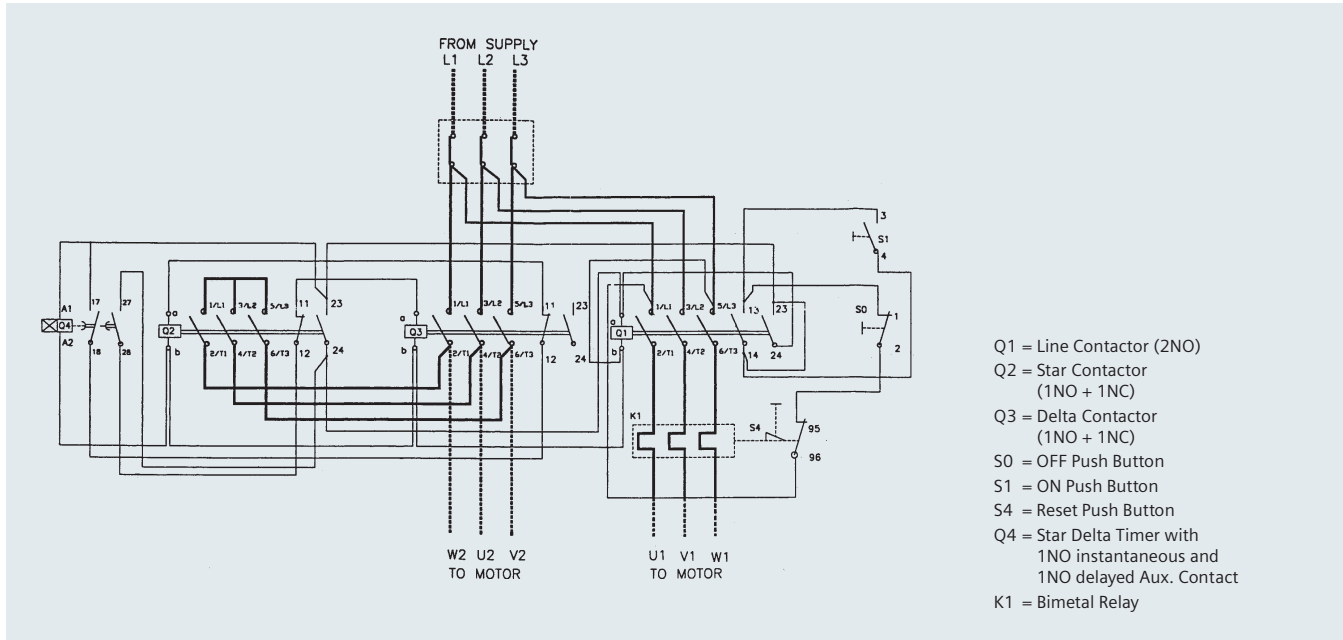 FROM SUPPLY
L1 L2 L3
3
S1
4
A1
Q4
A2
17
18
27
28
a
Q2
b
1/L1 3/L2 5/L3
2/T1 4/T2 6/T3
11
12
23
24
a
Q3
b
1/L1 3/L2 5/L3
2/T1 4/T2 6/T3
11
12
23
24
a
Q1
b
1/L1 3/L2 5/L3
2/T1 4/T2 6/T3
13
14
23
24
S0
1
2
K1
S4
95
96
W2 U2 V2
TO MOTOR
U1 V1 W1
TO MOTOR
Q1 = Line Contactor (2NO)
Q2 = Star Contactor
(1NO + 1NC)
Q3 = Delta Contactor
(1NO + 1NC)
S0 = OFF Push Button
S1 = ON Push Button
S4 = Reset Push Button
Q4 = Star Delta Timer with
1NO instantaneous and
1NO delayed Aux. Contact
K1 = Bimetal Relay